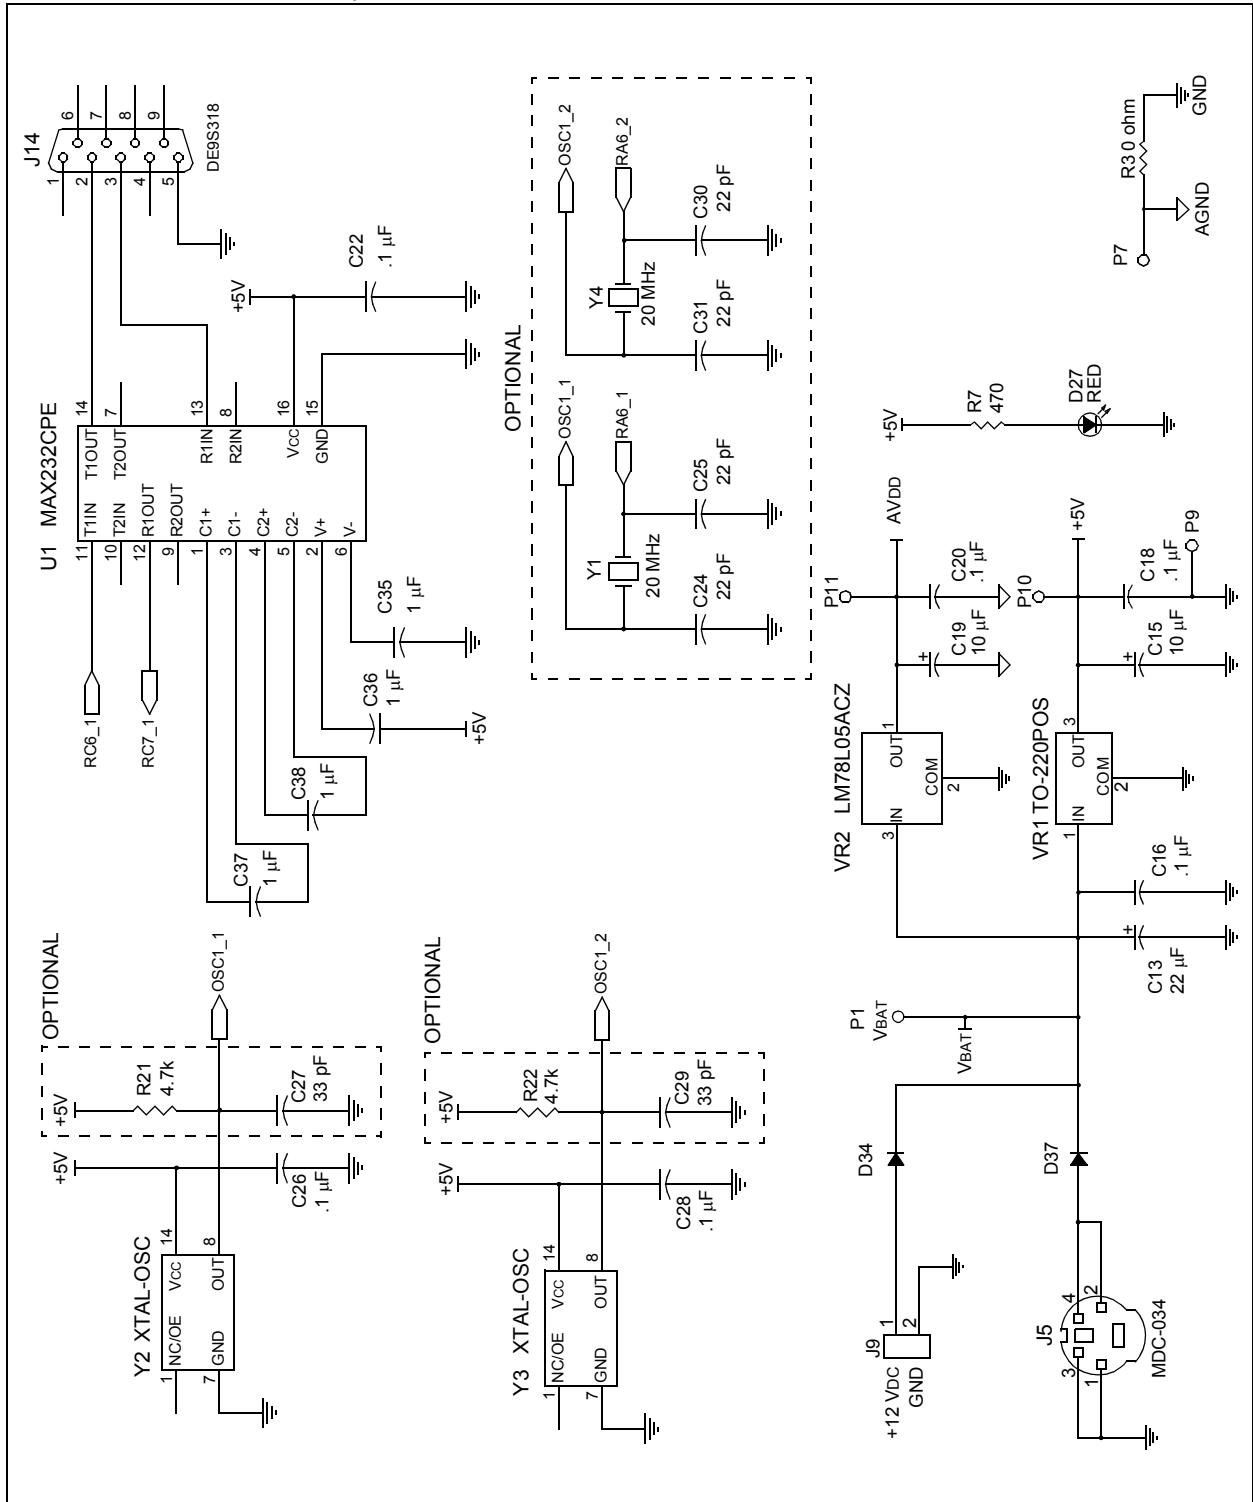 J14
1
2
3
4
5
6
7
8
9
DE9S318
U1 MAX232CPE
RC6_1
RC7_1
11 T1IN
10 T2IN
12 R1OUT
9 R2OUT
1 C1+
3 C1-
4 C2+
5 C2-
2 V+
6 V-
T1OUT 14
T2OUT 7
R1IN 13
R2IN 8
VCC 16
GND 15
+5V
C22
.1 µF
C35
1 µF
C36
1 µF
+5V
C38
1 µF
C37
1 µF
OPTIONAL
OSC1_1
RA6_1
Y1
20 MHz
C24
22 pF
C25
22 pF
OSC1_2
RA6_2
Y4
20 MHz
C31
22 pF
C30
22 pF
OPTIONAL
+5V
R21
4.7k
C27
33 pF
OSC1_1
+5V
C26
.1 µF
Y2 XTAL-OSC
1 NC/OE
VCC 14
7 GND
OUT 8
OPTIONAL
+5V
R22
4.7k
C29
33 pF
OSC1_2
+5V
C28
.1 µF
Y3 XTAL-OSC
1 NC/OE
VCC 14
7 GND
OUT 8
J9
+12 VDC
GND
1
2
D34
J5
3
1
4
2
MDC-034
D37
P1
VBAT
VBAT
C13
+
22 µF
C16
.1 µF
VR2 LM78L05ACZ
3 IN
OUT 1
COM
2
VR1 TO-220POS
1 IN
OUT 3
COM
2
P11
AVDD
+
C19
10 µF
C20
.1 µF
P10
+5V
+
C15
10 µF
C18
.1 µF
P9
+5V
R7
470
D27
RED
P7
R3 0 ohm
AGND
GND